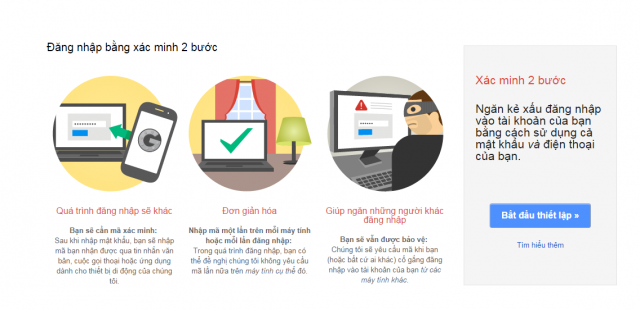 Đăng nhập bằng xác minh 2 bước
Quá trình đăng nhập sẽ khác
Bạn sẽ cần mã xác minh:
Sau khi nhập mật khẩu, bạn sẽ nhập
mã bạn nhận được qua tin nhắn văn
bản, cuộc gọi thoại hoặc ứng dụng
dành cho thiết bị di động của chúng
tôi.
Đơn giản hóa
Nhập mã một lần trên mỗi máy tính
hoặc mỗi lần đăng nhập:
Trong quá trình đăng nhập, bạn có
thể đề nghị chúng tôi không yêu cầu
mã lần nữa trên máy tính cụ thể đó.
Giúp ngăn những người khác
đăng nhập
Bạn sẽ vẫn được bảo vệ:
Chúng tôi sẽ yêu cầu mã khi bạn
(hoặc bất cứ ai khác) cố gắng đăng
nhập vào tài khoản của bạn từ các
máy tính khác.
Xác minh 2 bước
Ngăn kẻ xấu đăng nhập
vào tài khoản của bạn
bằng cách sử dụng cả
mật khẩu và điện thoại
của bạn.
Bắt đầu thiết lập »
Tìm hiểu thêm